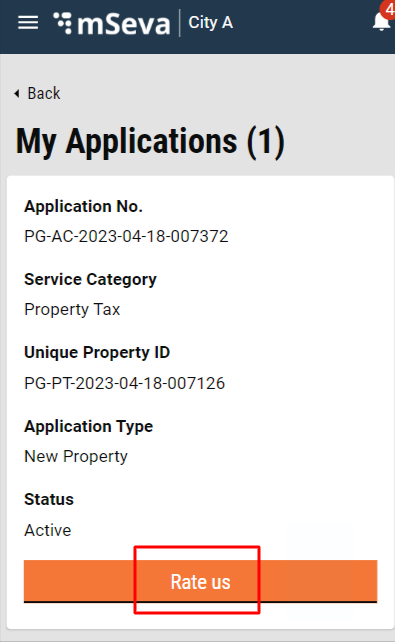 mSeva City A
4
Back
My Applications (1)
Application No.
PG-AC-2023-04-18-007372
Service Category
Property Tax
Unique Property ID
PG-PT-2023-04-18-007126
Application Type
New Property
Status
Active
Rate us